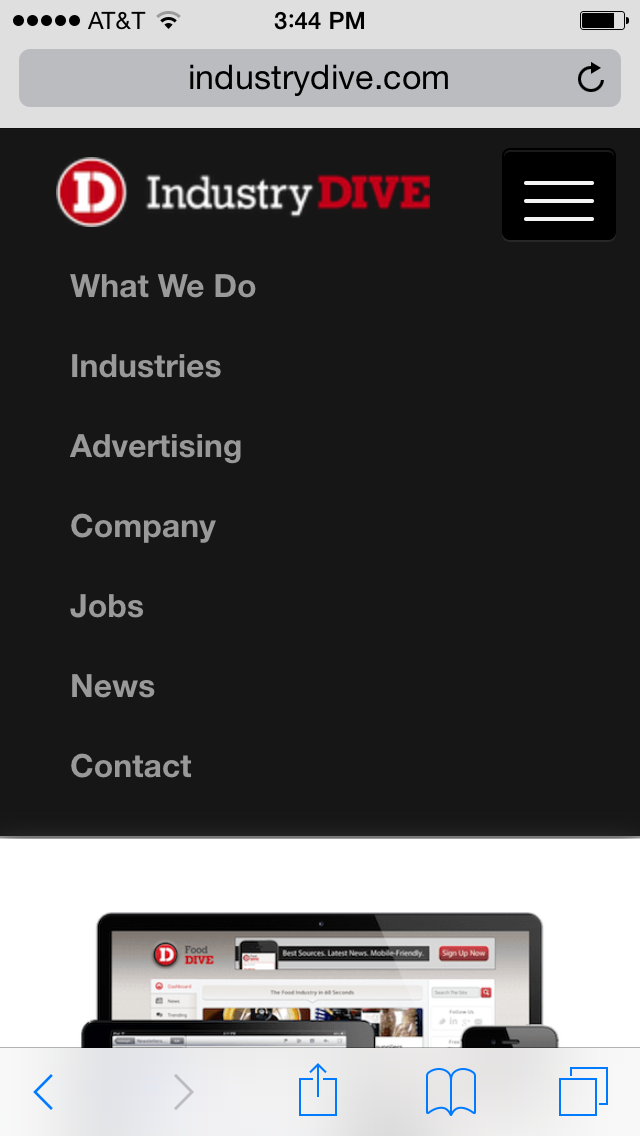 AT&T 3:44 PM
industrydive.com
D Industry DIVE
What We Do
Industries
Advertising
Company
Jobs
News
Contact
D Food DIVE
Best Sources. Latest News. Mobile-Friendly.
Sign Up Now
Dashboard
News
Trending
The Food Industry in 60 Seconds
Search The Site
Follow Us